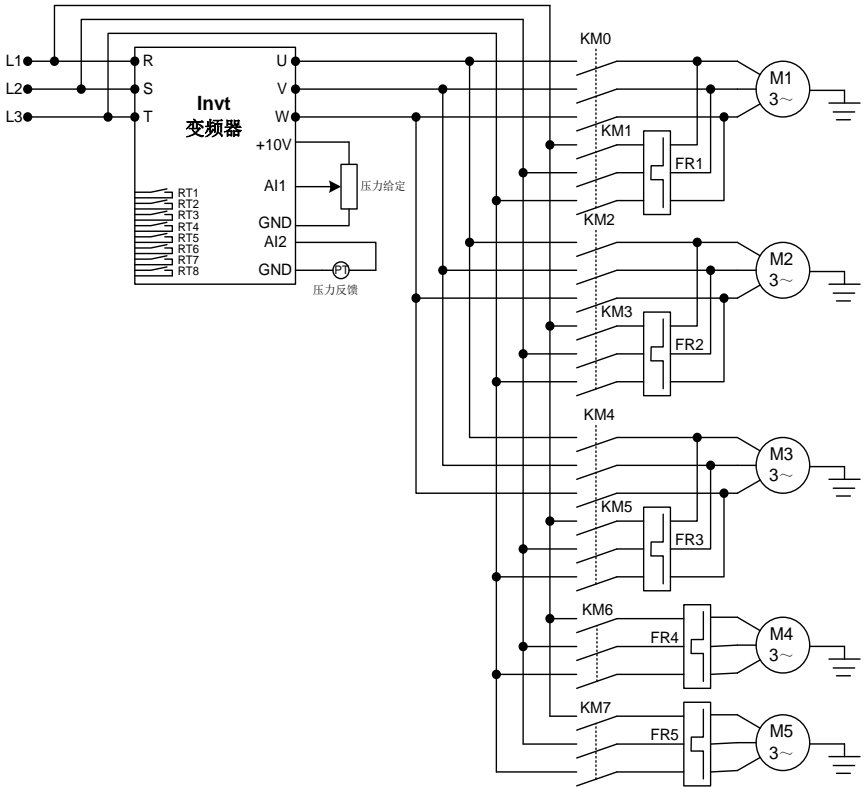 L1
L2
L3
R
S
T
Invt
变频器
U
V
W
+10V
AI1
GND
AI2
GND
压力给定
PT
压力反馈
RT1
RT2
RT3
RT4
RT5
RT6
RT7
RT8
KM0
M1
3～
KM1
FR1
KM2
M2
3～
KM3
FR2
KM4
M3
3～
KM5
FR3
KM6
FR4
M4
3～
KM7
FR5
M5
3～